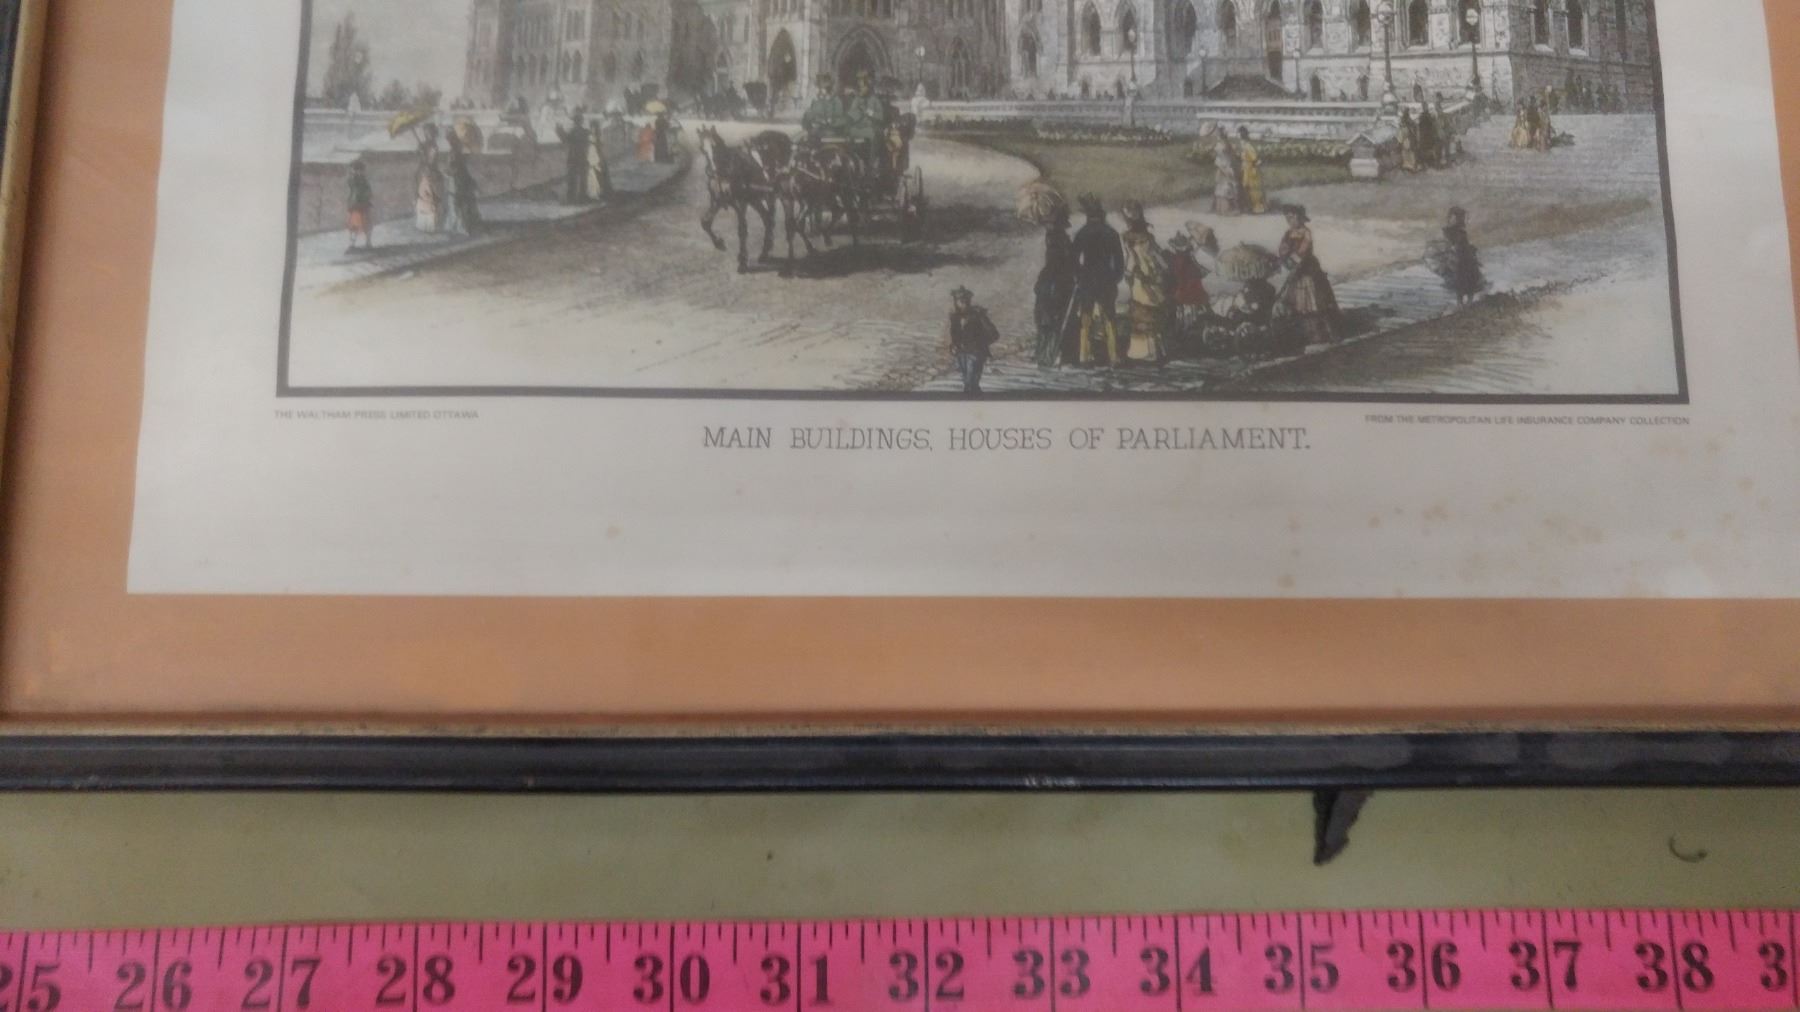 THE WALTHAM PRESS LIMITED OTTAWA
FROM THE METROPOLITAN LIFE INSURANCE COMPANY COLLECTION
MAIN BUILDINGS, HOUSES OF PARLIAMENT.
25 26 27 28 29 30 31 32 33 34 35 36 37 38 3